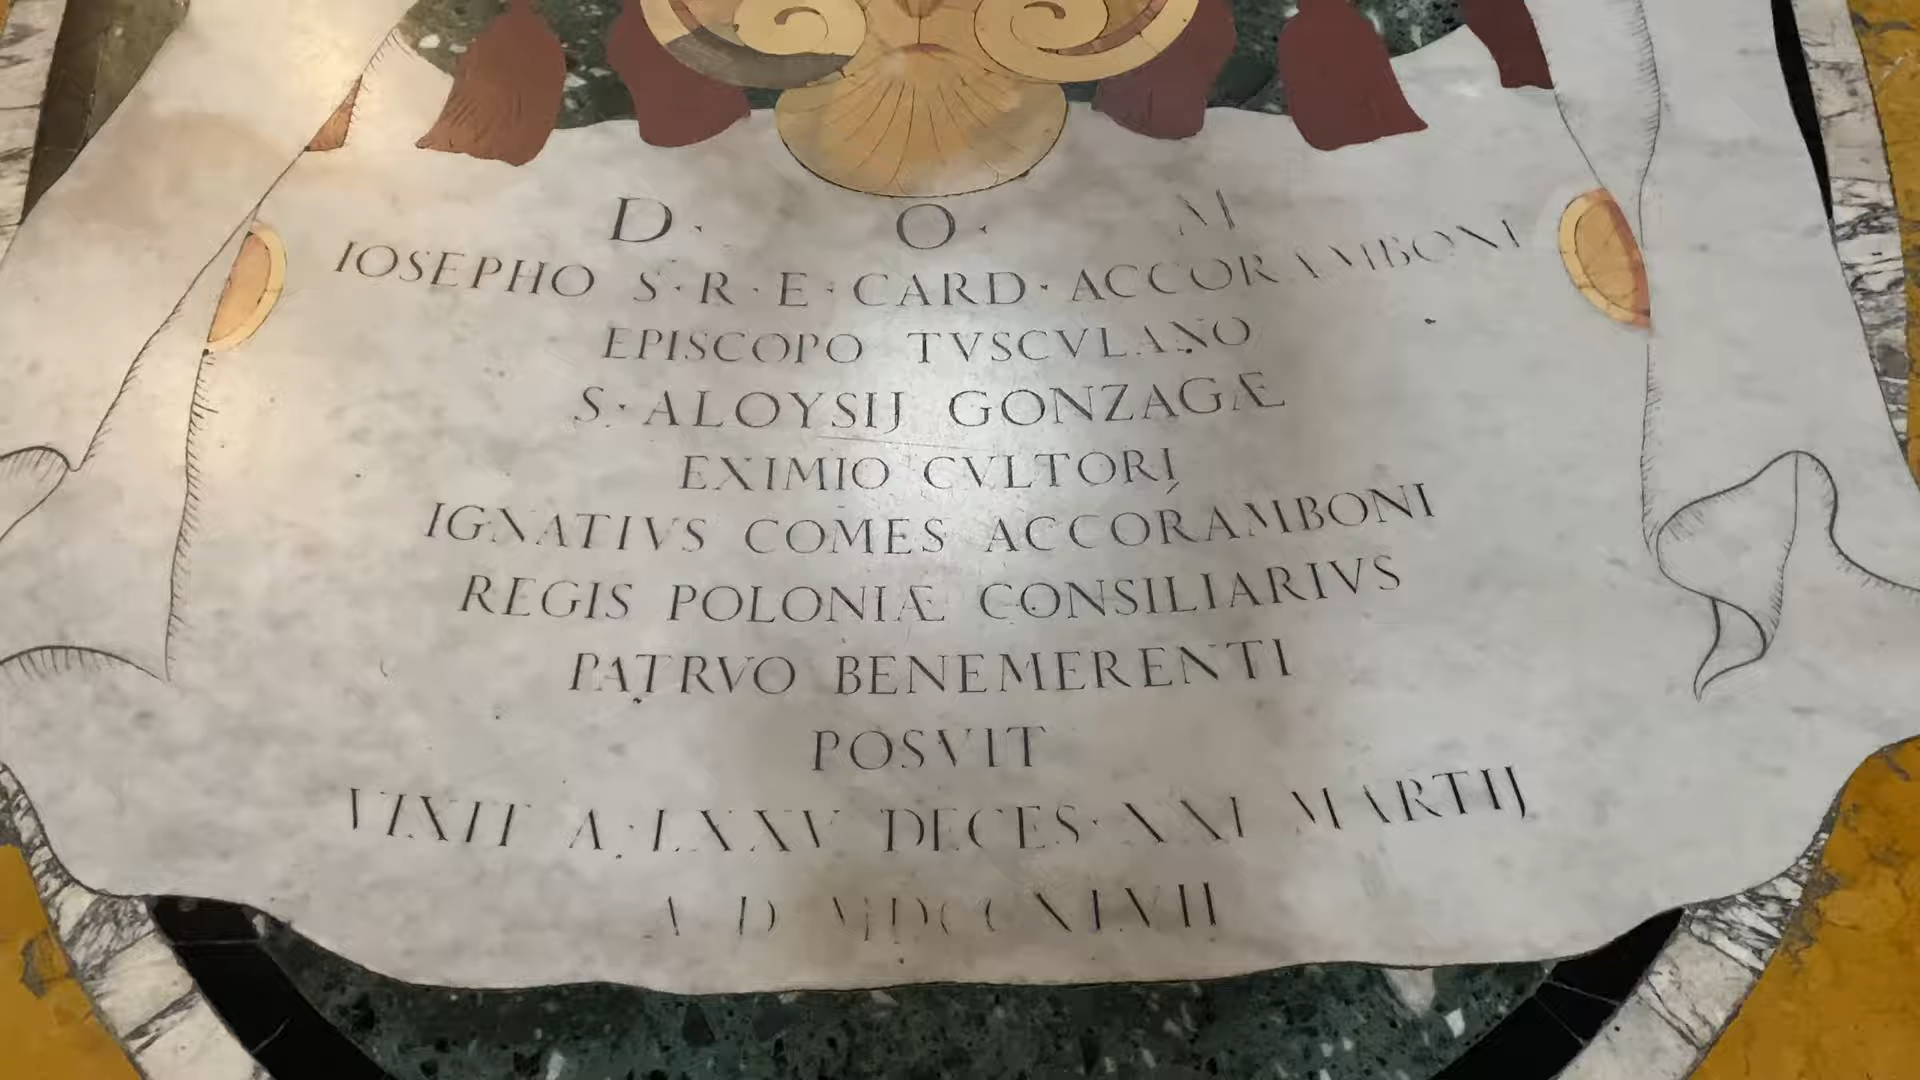 D · O · M
IOSEPHO S · R · E · CARD · ACCORAMBONI
EPISCOPO TVSCVLANO
S · ALOYSIJ GONZAGÆ
EXIMIO CVLTORI
IGNATIVS COMES ACCORAMBONI
REGIS POLONIÆ CONSILIARIVS
PATRVO BENEMERENTI
POSVIT
VIXIT A · LXXV DECES · XXI MARTIJ
A D MDCCXLVII